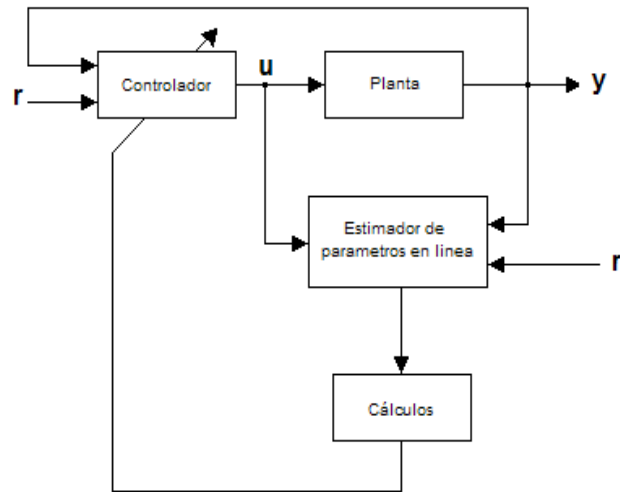 u
Controlador
Planta
y
r
Estimador de
parametros en linea
r
Cálculos